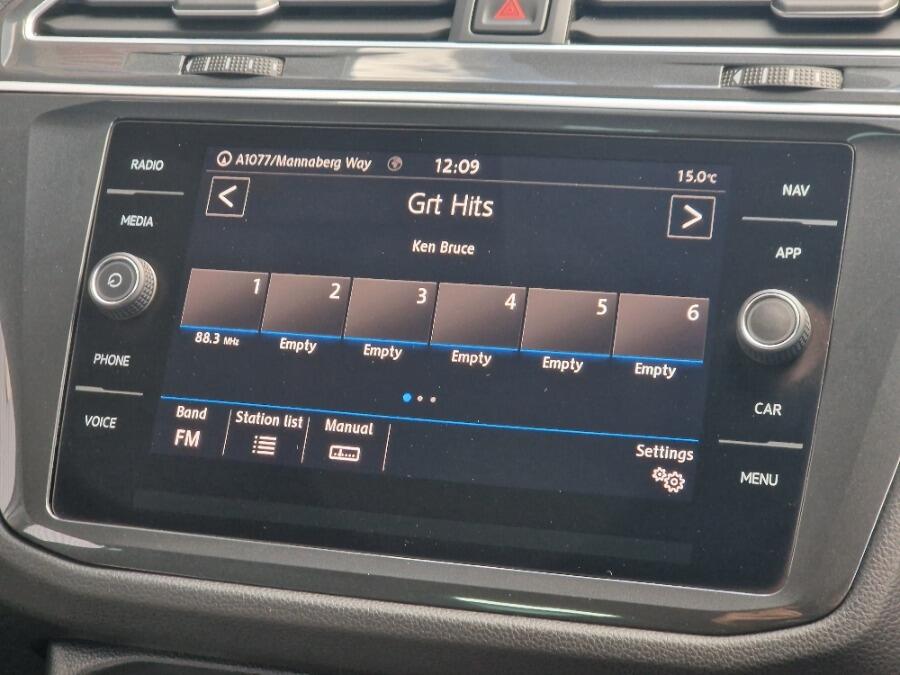 RADIO
MEDIA
PHONE
VOICE
A1077/Mannaberg Way
12:09
15.0°C
<
Grt Hits
>
Ken Bruce
1
2
3
4
5
6
88.3 MHz
Empty
Empty
Empty
Empty
Empty
Band
FM
Station list
Manual
Settings
NAV
APP
CAR
MENU